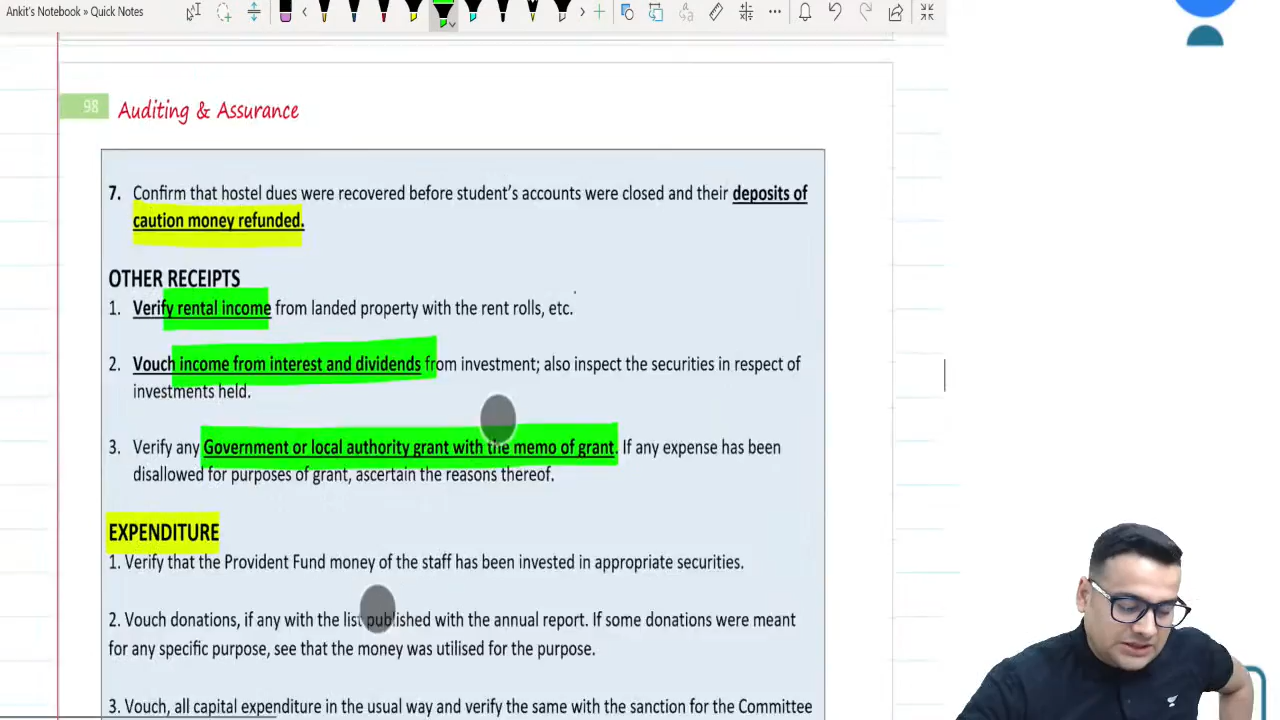 Ankit's Notebook » Quick Notes
98 Auditing & Assurance
7. Confirm that hostel dues were recovered before student's accounts were closed and their deposits of
caution money refunded.
OTHER RECEIPTS
1. Verify rental income from landed property with the rent rolls, etc.
2. Vouch income from interest and dividends from investment; also inspect the securities in respect of
investments held.
3. Verify any Government or local authority grant with the memo of grant. If any expense has been
disallowed for purposes of grant, ascertain the reasons thereof.
EXPENDITURE
1. Verify that the Provident Fund money of the staff has been invested in appropriate securities.
2. Vouch donations, if any with the list published with the annual report. If some donations were meant
for any specific purpose, see that the money was utilised for the purpose.
3. Vouch, all capital expenditure in the usual way and verify the same with the sanction for the Committee